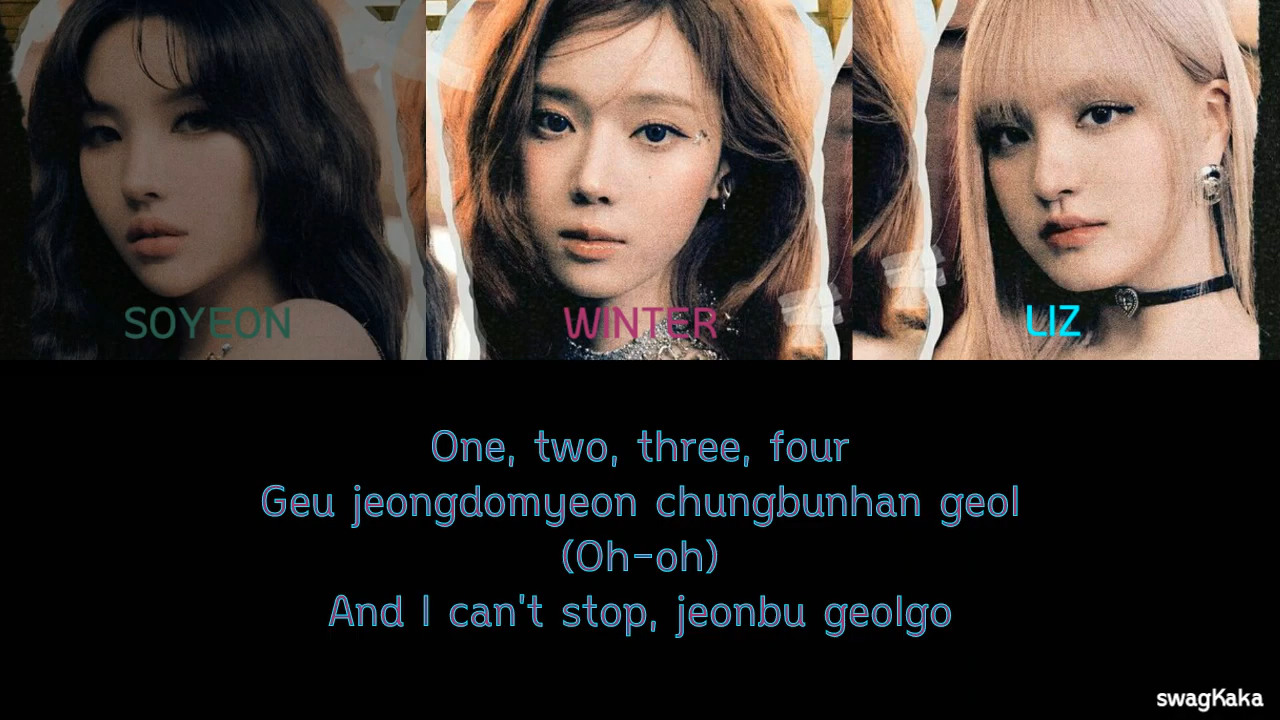 SOYEON
WINTER
LIZ
One, two, three, four
Geu jeongdomyeon chungbunhan geol
(Oh-oh)
And I can't stop, jeonbu geolgo
swagKaka